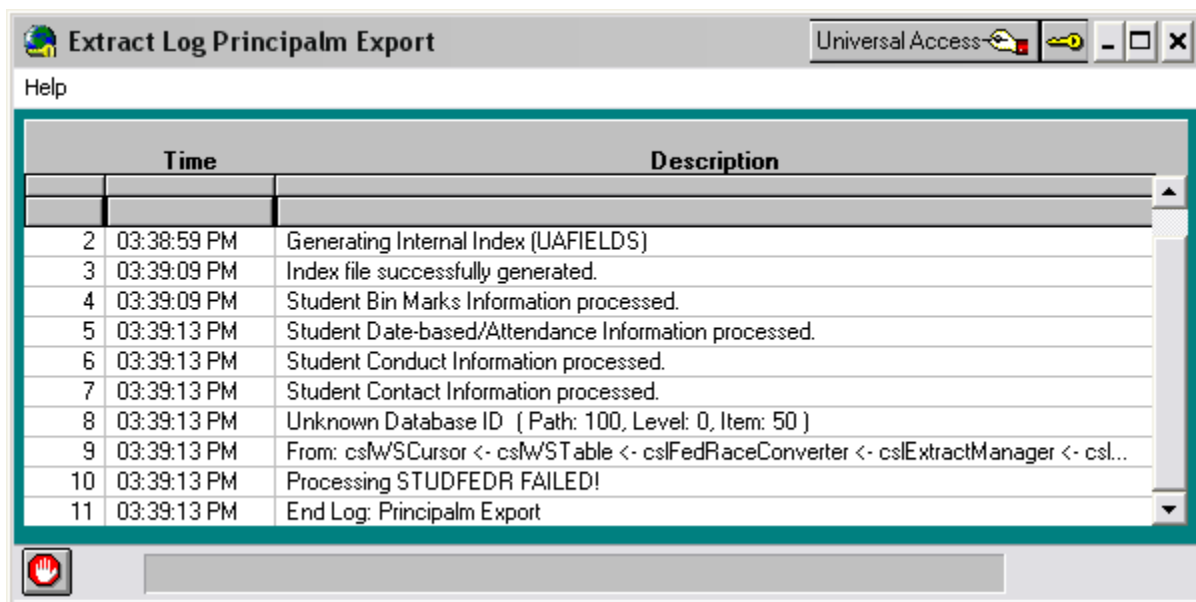 Extract Log Principalm Export Universal Access
Help
Time Description
2 03:38:59 PM Generating Internal Index (UAFIELDS)
3 03:39:09 PM Index file successfully generated.
4 03:39:09 PM Student Bin Marks Information processed.
5 03:39:13 PM Student Date-based/Attendance Information processed.
6 03:39:13 PM Student Conduct Information processed.
7 03:39:13 PM Student Contact Information processed.
8 03:39:13 PM Unknown Database ID ( Path: 100, Level: 0, Item: 50 )
9 03:39:13 PM From: cslWSCursor <- cslWSTable <- cslFedRaceConverter <- cslExtractManager <- csl...
10 03:39:13 PM Processing STUDFEDR FAILED!
11 03:39:13 PM End Log: Principalm Export